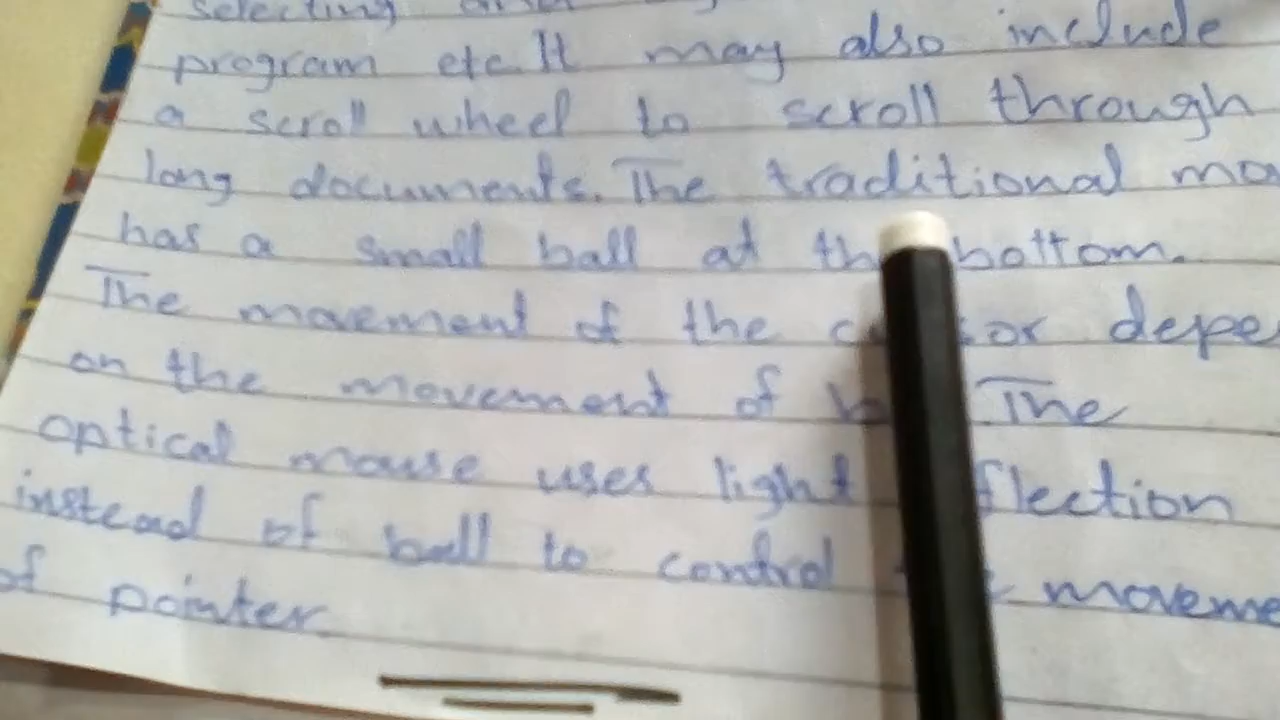 selecting
program etc. It may also include
a scroll wheel to scroll through
long documents. The traditional
has a small ball at bottom.
The movement of the
on the movement of The
optical mouse uses light
instead of ball to control
of pointer.